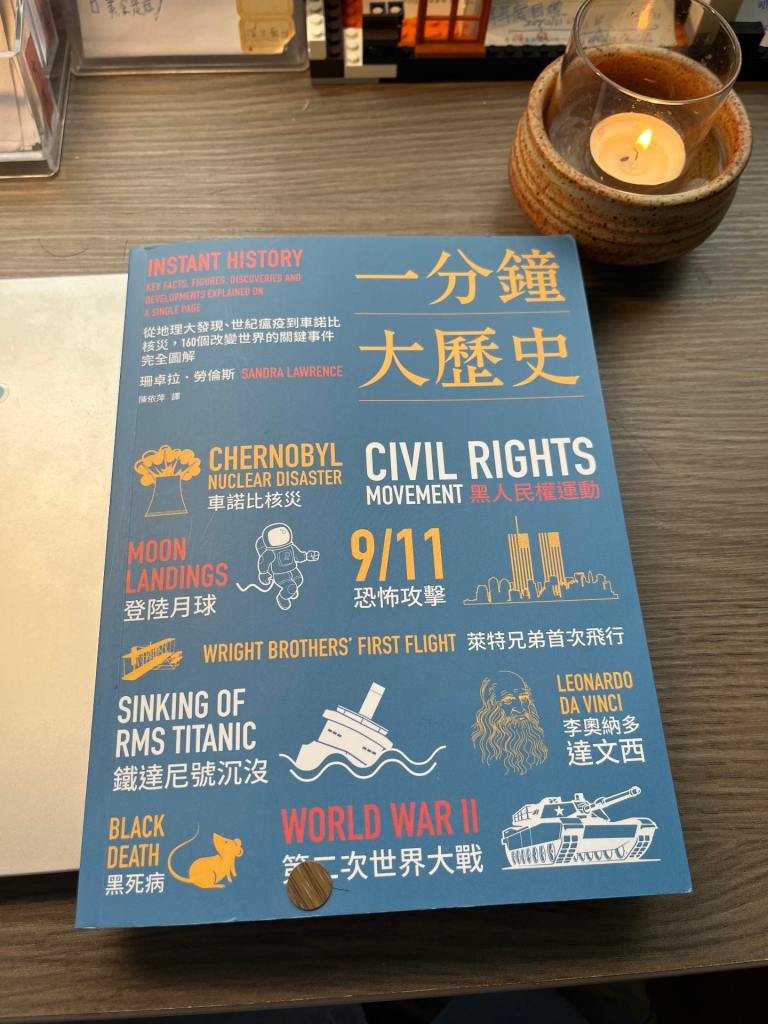 INSTANT HISTORY
KEY FACTS, FIGURES, DISCOVERIES AND
DEVELOPMENTS EXPLAINED ON
A SINGLE PAGE
從地理大發現、世紀瘟疫到車諾比
核災，160個改變世界的關鍵事件
完全圖解
珊卓拉・勞倫斯 SANDRA LAWRENCE
陳依萍 譯
一分鐘
大歷史
CHERNOBYL
NUCLEAR DISASTER
車諾比核災
CIVIL RIGHTS
MOVEMENT 黑人民權運動
MOON
LANDINGS
登陸月球
9/11
恐怖攻擊
WRIGHT BROTHERS' FIRST FLIGHT 萊特兄弟首次飛行
SINKING OF
RMS TITANIC
鐵達尼號沉沒
LEONARDO
DA VINCI
李奧納多
達文西
BLACK
DEATH
黑死病
WORLD WAR II
第二次世界大戰